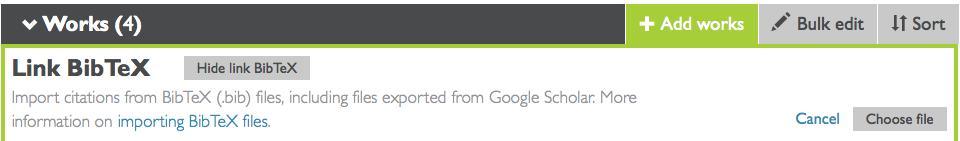 Works (4) Add works Bulk edit Sort
Link BibTeX Hide link BibTeX
Import citations from BibTeX (.bib) files, including files exported from Google Scholar. More
information on importing BibTeX files.
Cancel Choose file